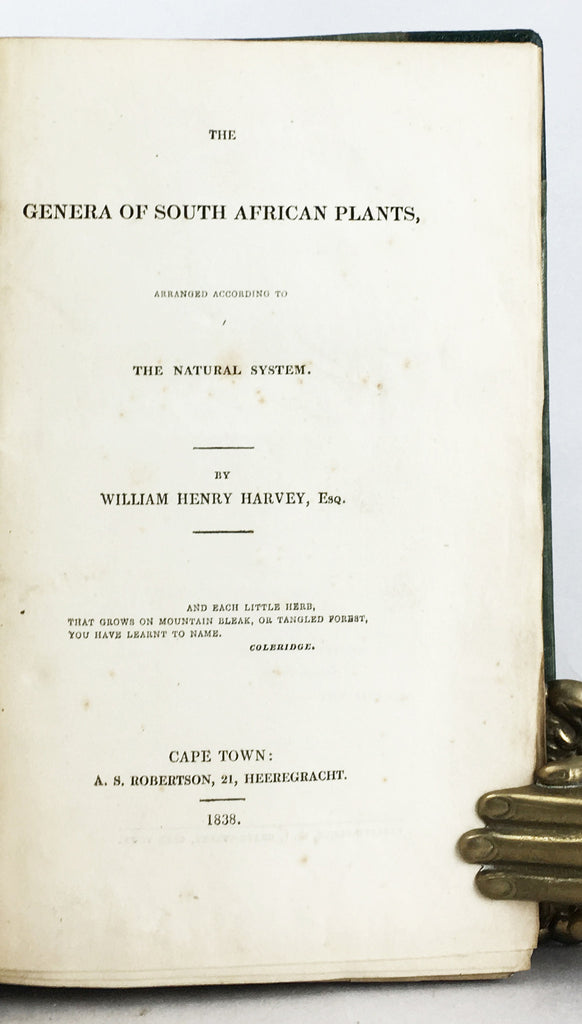 THE
GENERA OF SOUTH AFRICAN PLANTS,
ARRANGED ACCORDING TO
THE NATURAL SYSTEM.
BY
WILLIAM HENRY HARVEY, Esq.
AND EACH LITTLE HERB,
THAT GROWS ON MOUNTAIN BLEAK, OR TANGLED FOREST,
YOU HAVE LEARNT TO NAME.
COLERIDGE.
CAPE TOWN:
A. S. ROBERTSON, 21, HEEREGRACHT.
1838.